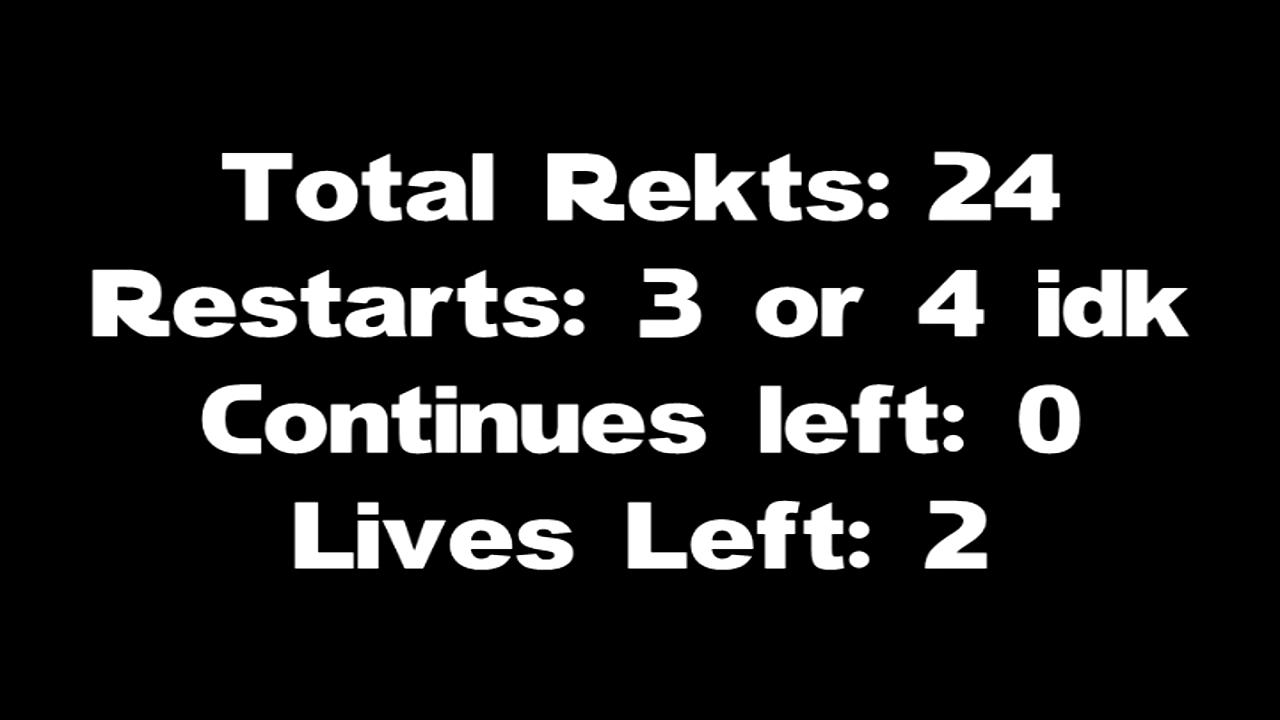 Total Rekts: 24
Restarts: 3 or 4 idk
Continues left: 0
Lives Left: 2